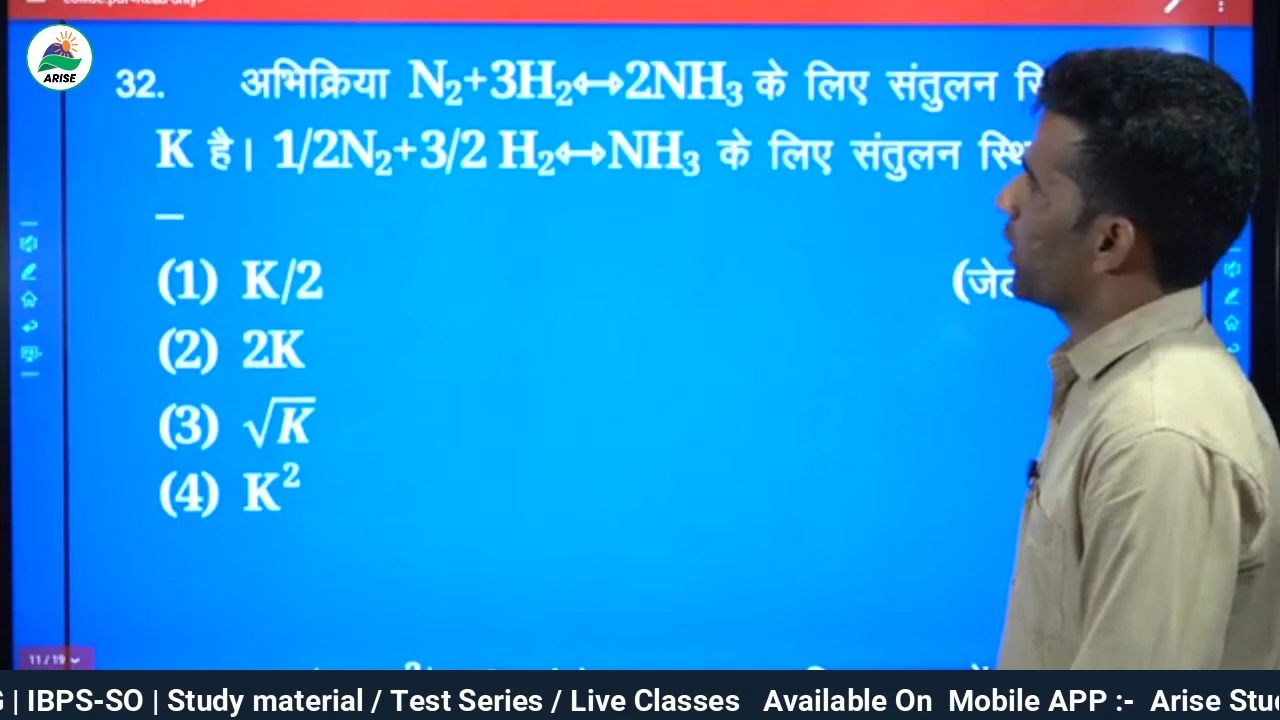 ARISE
32. अभिक्रिया N₂+3H₂↔2NH₃ के लिए संतुलन
K है। 1/2N₂+3/2 H₂↔NH₃ के लिए संतुलन
–
(1) K/2
(2) 2K
(3) √K
(4) K²
11 / 19
| IBPS-SO | Study material / Test Series / Live Classes Available On Mobile APP :- Arise